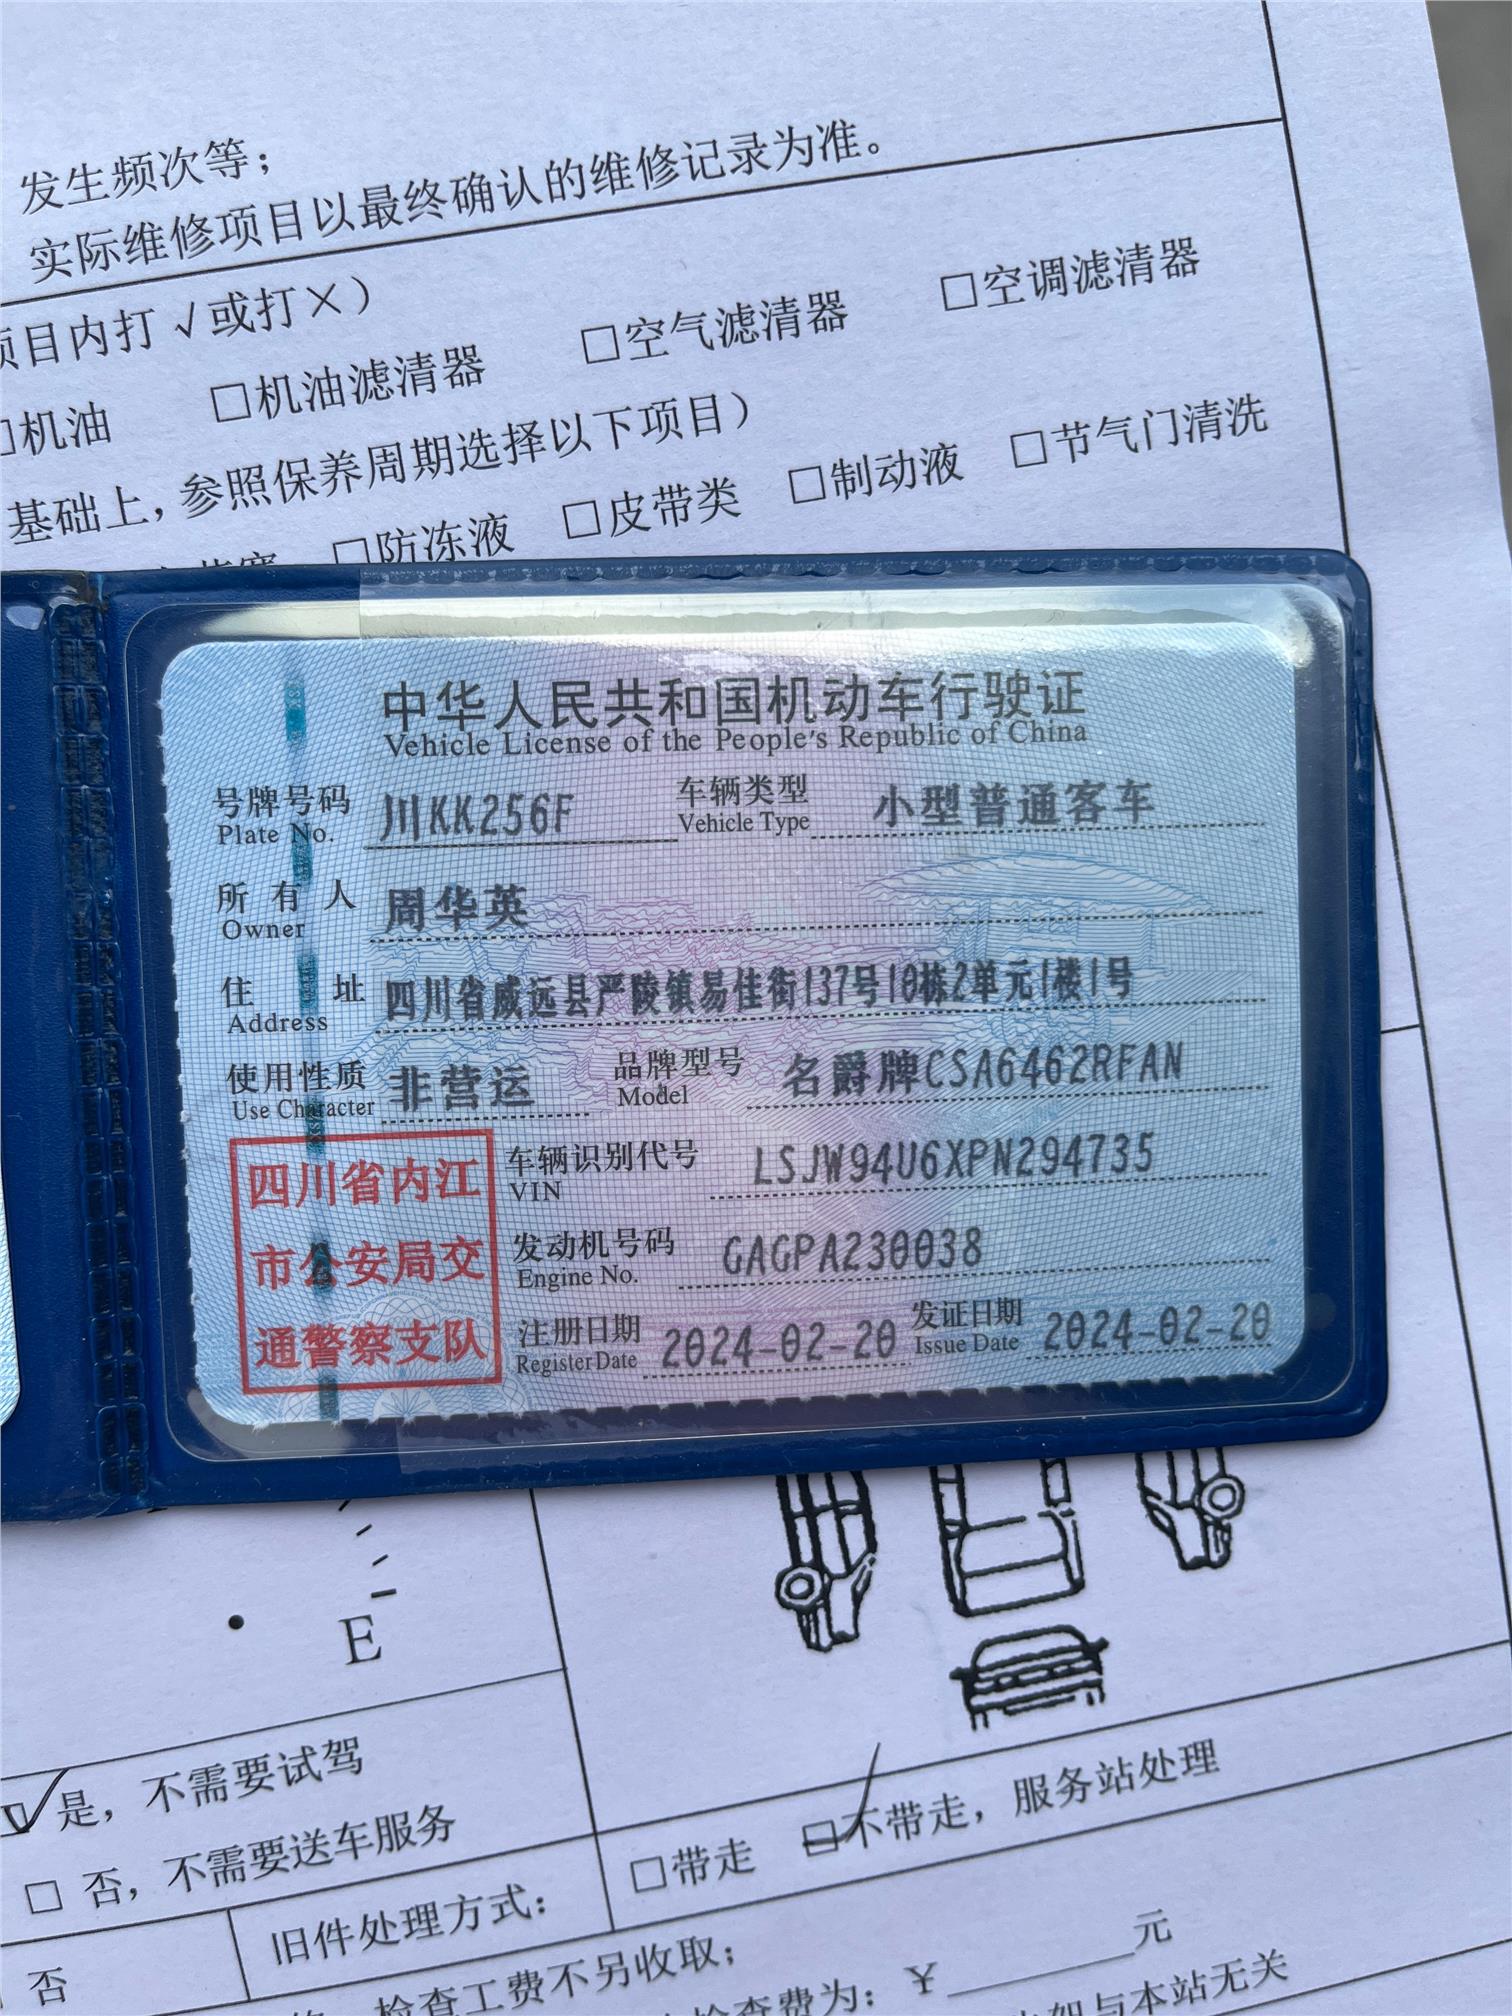 发生频次等；
实际维修项目以最终确认的维修记录为准。
项目内打√或打×）
□机油 □机油滤清器 □空气滤清器 □空调滤清器
基础上，参照保养周期选择以下项目）
□防冻液 □皮带类 □制动液 □节气门清洗
中华人民共和国机动车行驶证
Vehicle License of the People's Republic of China
号牌号码 川KK256F 车辆类型 小型普通客车
Plate No. Vehicle Type
所有人 周华英
Owner
住址 四川省威远县严陵镇易佳街137号10栋2单元1楼1号
Address
使用性质 非营运 品牌型号 名爵牌CSA6462RFAN
Use Character Model
四川省内江
市公安局交
通警察支队
车辆识别代号 LSJW94U6XPN294735
VIN
发动机号码 GAGPA230038
Engine No.
注册日期 2024-02-20 发证日期 2024-02-20
Register Date Issue Date
E
是，不需要试驾
□ 否，不需要送车服务
□带走 □不带走，服务站处理
旧件处理方式：
否
检查工费不另收取；
检查费为：￥ 元
与本站无关